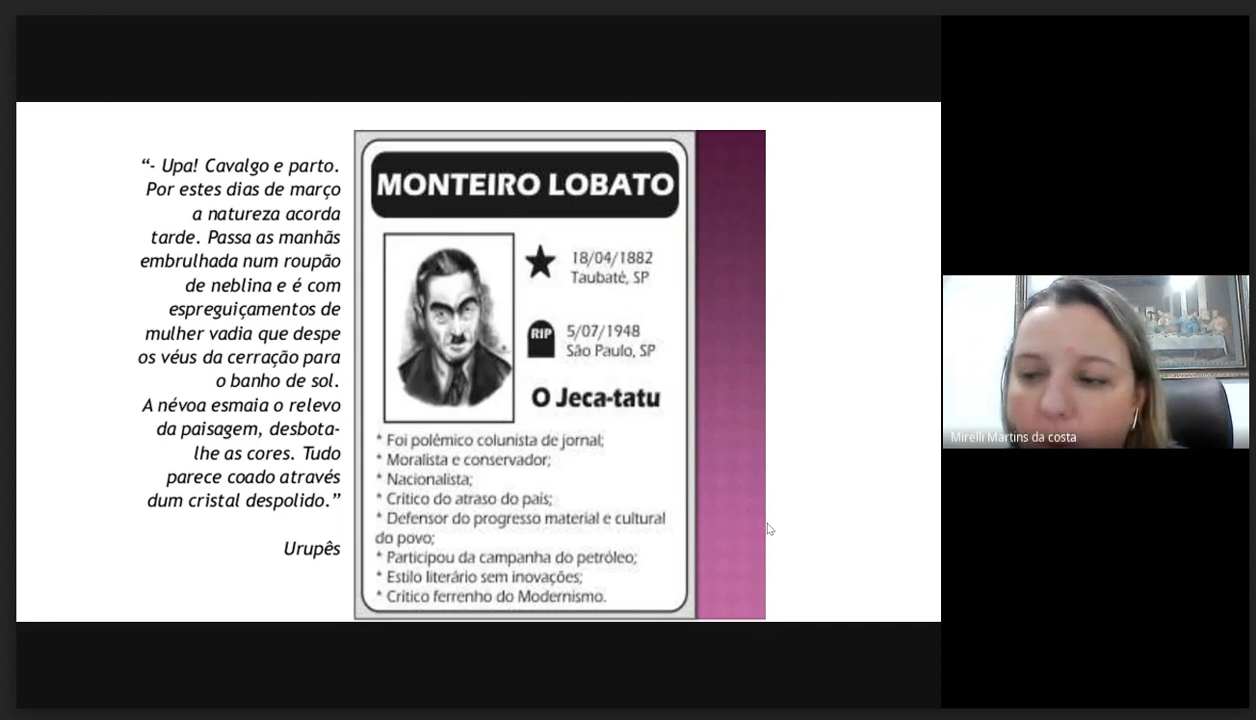 “- Upa! Cavalgo e parto.
Por estes dias de março
a natureza acorda
tarde. Passa as manhãs
embrulhada num roupão
de neblina e é com
espreguiçamentos de
mulher vadia que despe
os véus da cerração para
o banho de sol.
A névoa esmaia o relevo
da paisagem, desbota-
lhe as cores. Tudo
parece coado através
dum cristal despolido.”
Urupês
MONTEIRO LOBATO
18/04/1882
Taubaté, SP
RIP
5/07/1948
São Paulo, SP
O Jeca-tatu
* Foi polêmico colunista de jornal;
* Moralista e conservador;
* Nacionalista;
* Crítico do atraso do país;
* Defensor do progresso material e cultural
do povo;
* Participou da campanha do petróleo;
* Estilo literário sem inovações;
* Crítico ferrenho do Modernismo.
Mirelli Martins da costa